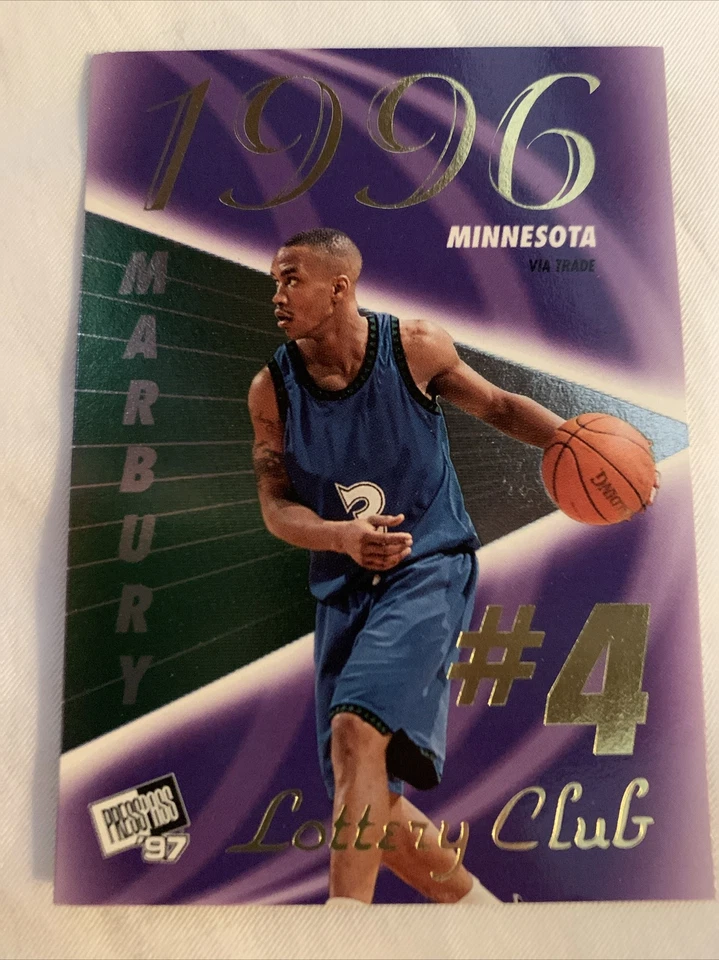 1996
MINNESOTA
VIA TRADE
MARBURY
3
#4
PRESS PASS
'97
Lottery Club